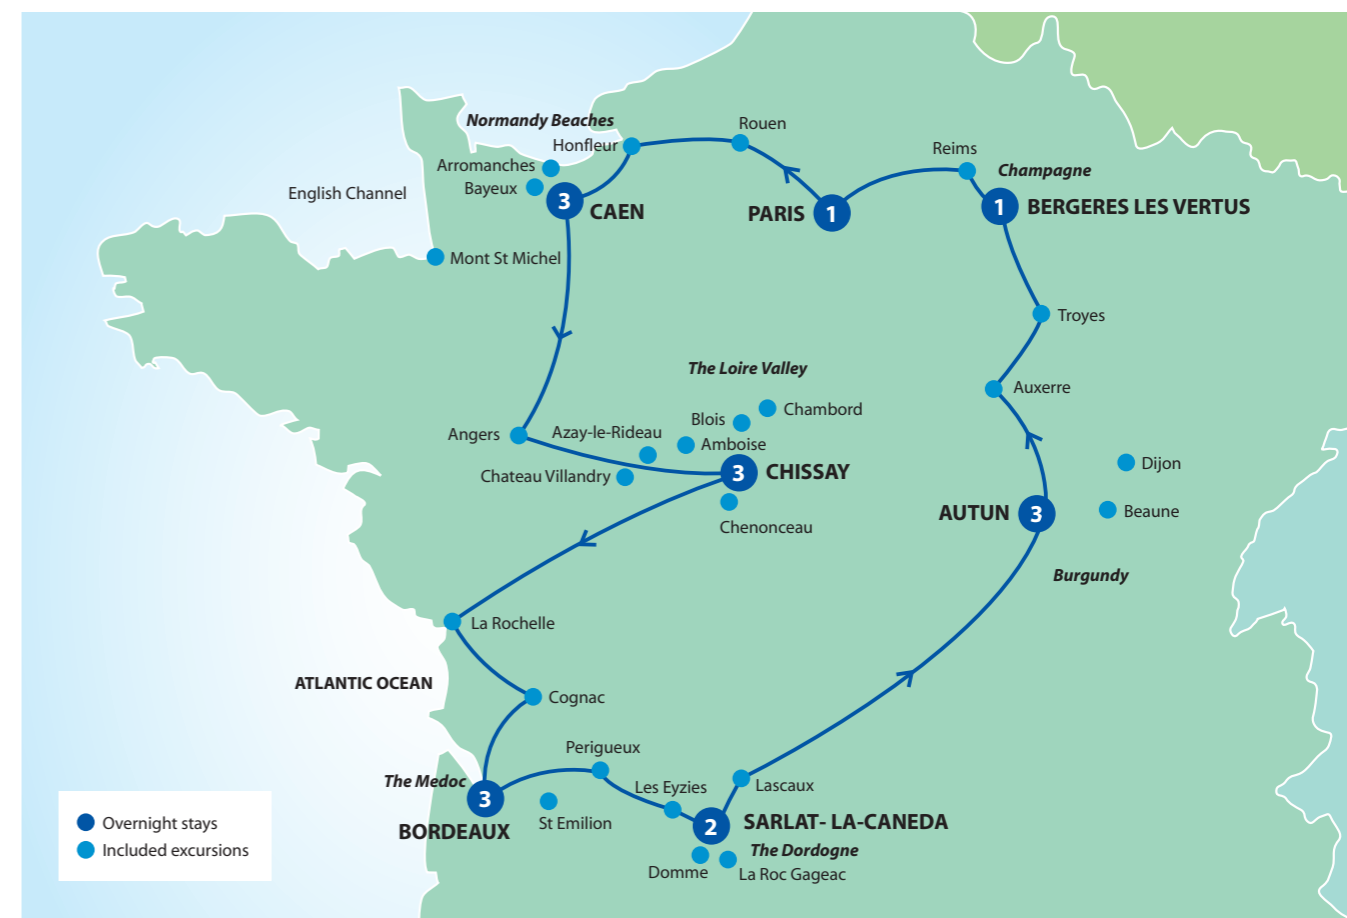 Normandy Beaches
Honfleur
Rouen
Reims
Arromanches
Champagne
Bayeux
English Channel
3
CAEN
PARIS
1
1
BERGERES LES VERTUS
Mont St Michel
Troyes
The Loire Valley
Auxerre
Chambord
Blois
Angers
Azay-le-Rideau
Amboise
Chateau Villandry
3
CHISSAY
Dijon
Chenonceau
AUTUN
3
Beaune
Burgundy
La Rochelle
ATLANTIC OCEAN
Cognac
Perigueux
The Medoc
Les Eyzies
Lascaux
3
BORDEAUX
St Emilion
2
SARLAT- LA-CANEDA
The Dordogne
Domme
La Roc Gageac
Overnight stays
Included excursions